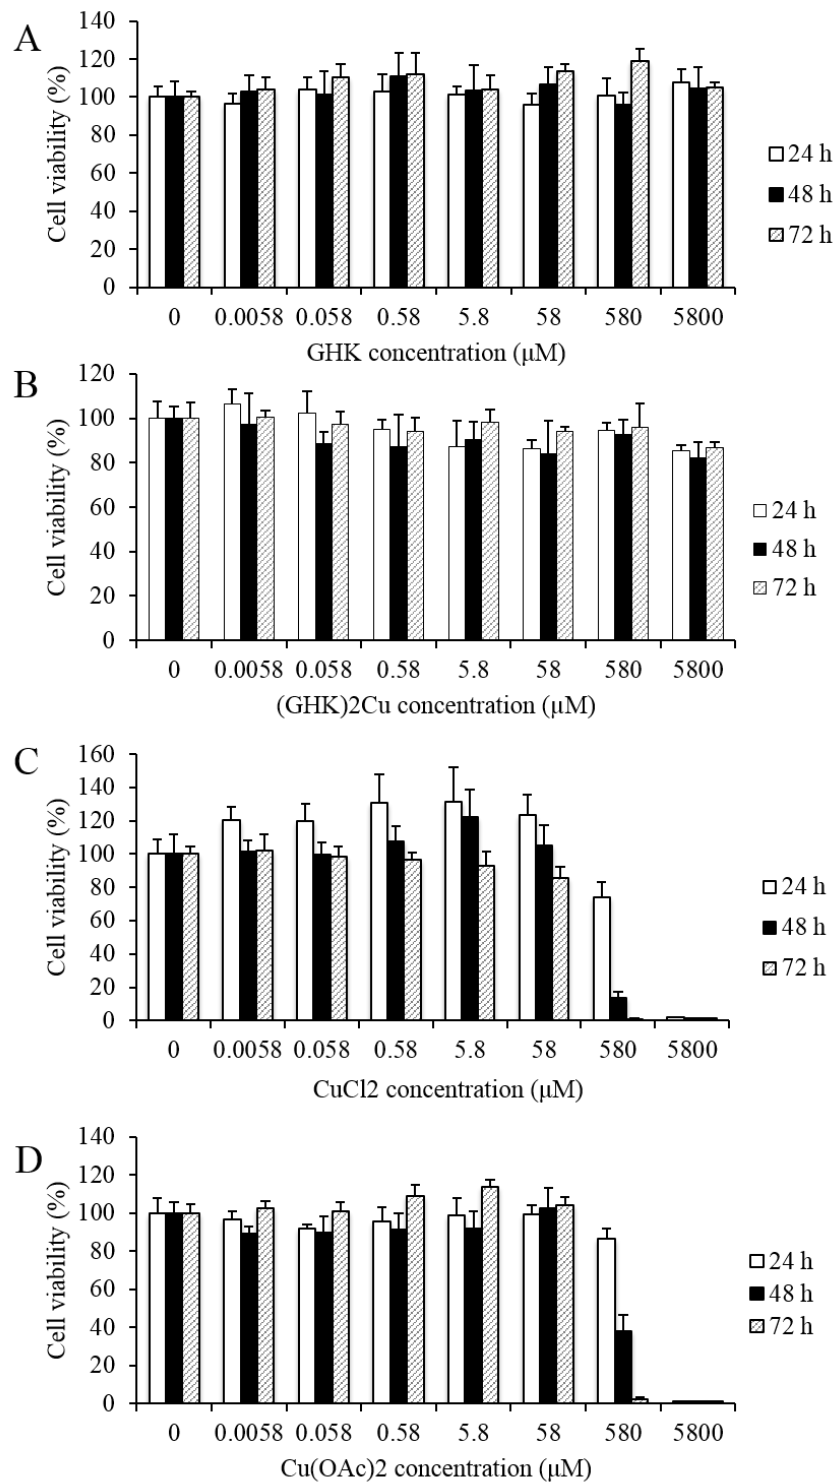 A
Cell viability (%)
140
120
100
80
60
40
20
0
0 0.0058 0.058 0.58 5.8 58 580 5800
GHK concentration (μM)
24 h
48 h
72 h
B
Cell viability (%)
120
100
80
60
40
20
0
0 0.0058 0.058 0.58 5.8 58 580 5800
(GHK)2Cu concentration (μM)
24 h
48 h
72 h
C
Cell viability (%)
160
140
120
100
80
60
40
20
0
0 0.0058 0.058 0.58 5.8 58 580 5800
CuCl2 concentration (μM)
24 h
48 h
72 h
D
Cell viability (%)
140
120
100
80
60
40
20
0
0 0.0058 0.058 0.58 5.8 58 580 5800
Cu(OAc)2 concentration (μM)
24 h
48 h
72 h